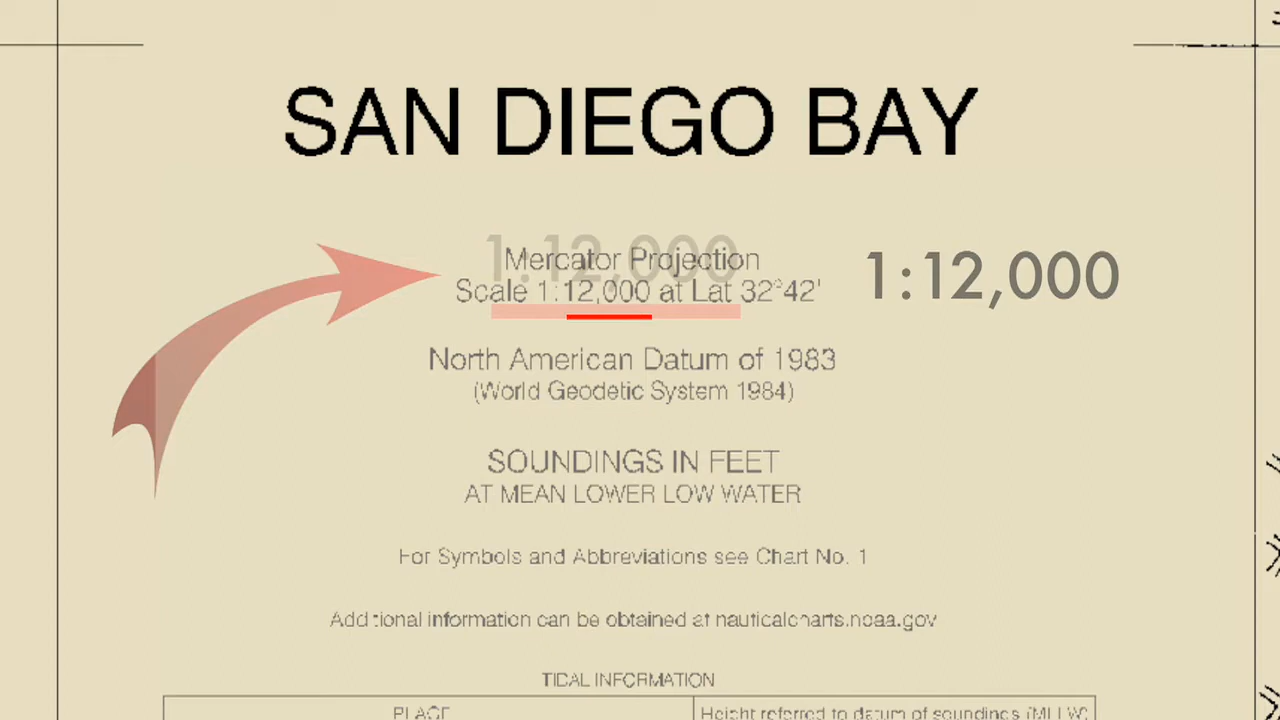 SAN DIEGO BAY
1:12,000
Mercator Projection
Scale 1:12,000 at Lat 32°42'
1:12,000
North American Datum of 1983
(World Geodetic System 1984)
SOUNDINGS IN FEET
AT MEAN LOWER LOW WATER
For Symbols and Abbreviations see Chart No. 1
Additional information can be obtained at nauticalcharts.noaa.gov
TIDAL INFORMATION
PLACE
Height referred to datum of soundings (MLLW)